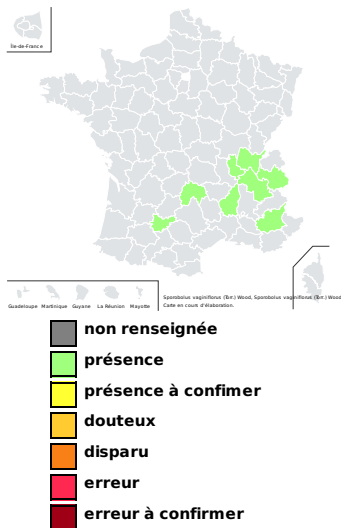 Île-de-France
Guadeloupe Martinique Guyane La Réunion Mayotte
Sporobolus vaginiflorus (Torr.) Wood, Sporobolus vaginiflorus (Torr.) Wood
Carte en cours d'élaboration.
non renseignée
présence
présence à confimer
douteux
disparu
erreur
erreur à confirmer